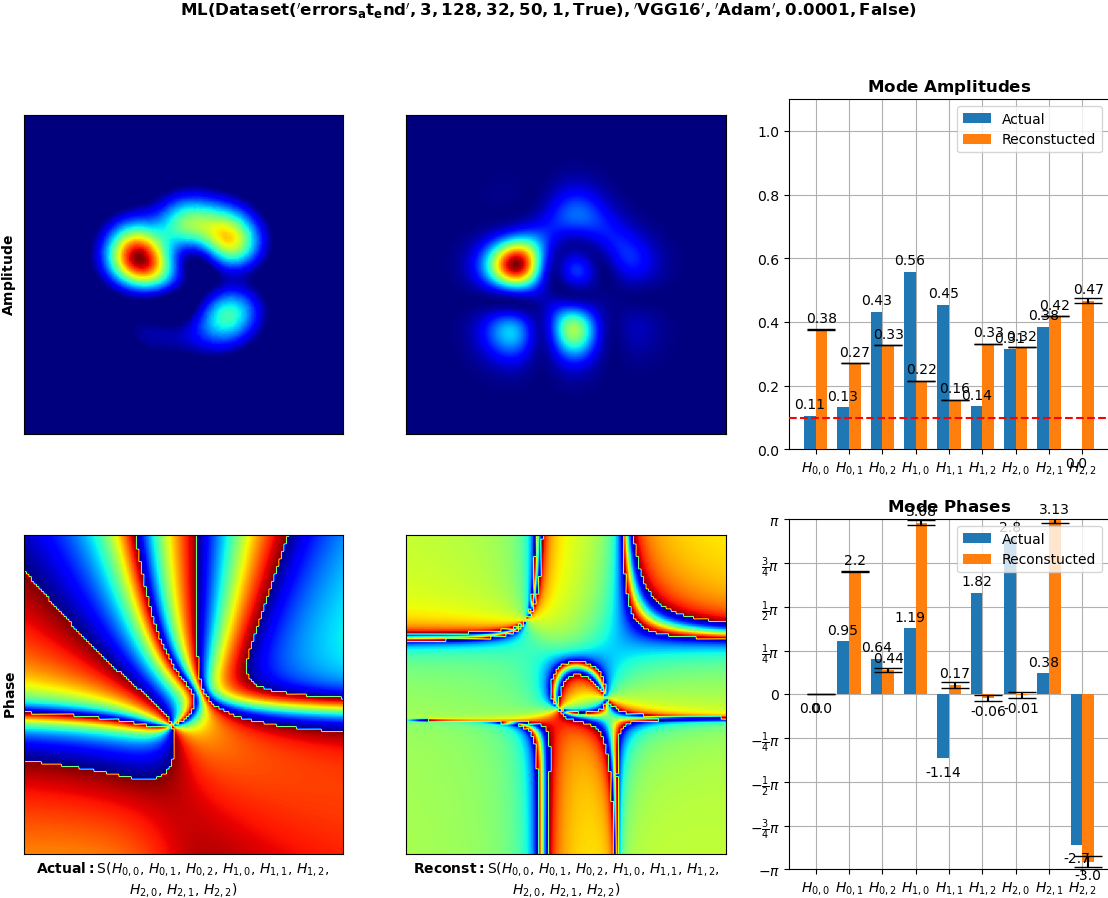 ML(Dataset('errors_at_end', 3, 128, 32, 50, 1, True), 'VGG16', 'Adam', 0.0001, False)
Amplitude
Mode Amplitudes
Actual
Reconstucted
1.0
0.8
0.6
0.4
0.2
0.0
0.11
0.38
0.13
0.27
0.43
0.33
0.56
0.22
0.45
0.16
0.14
0.33
0.31
0.32
0.38
0.42
0.0
0.47
H0,0 H0,1 H0,2 H1,0 H1,1 H1,2 H2,0 H2,1 H2,2
Phase
Mode Phases
Actual
Reconstucted
π
3/4π
1/2π
1/4π
0
−1/4π
−1/2π
−3/4π
−π
0.0
0.0
0.95
2.2
0.64
0.44
1.19
3.08
-1.14
0.17
1.82
-0.06
2.8
-0.01
0.38
3.13
-2.7
-3.0
H0,0 H0,1 H0,2 H1,0 H1,1 H1,2 H2,0 H2,1 H2,2
Actual: S(H0,0, H0,1, H0,2, H1,0, H1,1, H1,2,
H2,0, H2,1, H2,2)
Reconst: S(H0,0, H0,1, H0,2, H1,0, H1,1, H1,2,
H2,0, H2,1, H2,2)